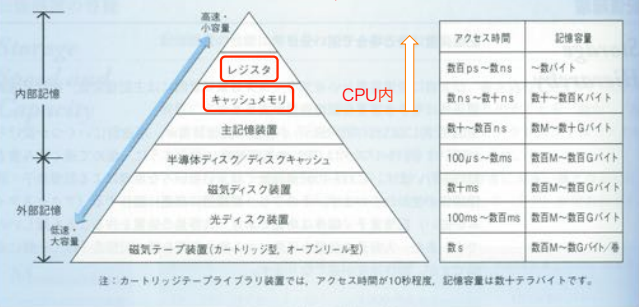 高速・
小容量
内部記憶
外部記憶
低速・
大容量
レジスタ
キャッシュメモリ
主記憶装置
半導体ディスク／ディスクキャッシュ
磁気ディスク装置
光ディスク装置
磁気テープ装置（カートリッジ型，オープンリール型）
CPU内
アクセス時間 記憶容量
数百ps～数ns ～数バイト
数ns～数十ns 数十～数百Kバイト
数十～数百ns 数M～数十Gバイト
100μs～数ms 数百M～数百Gバイト
数十ms 数百M～数百Gバイト
100ms～数百ms 数百M～数百Gバイト
数s 数百M～数Gバイト／巻
注：カートリッジテープライブラリ装置では，アクセス時間が10秒程度，記憶容量は数十テラバイトです。